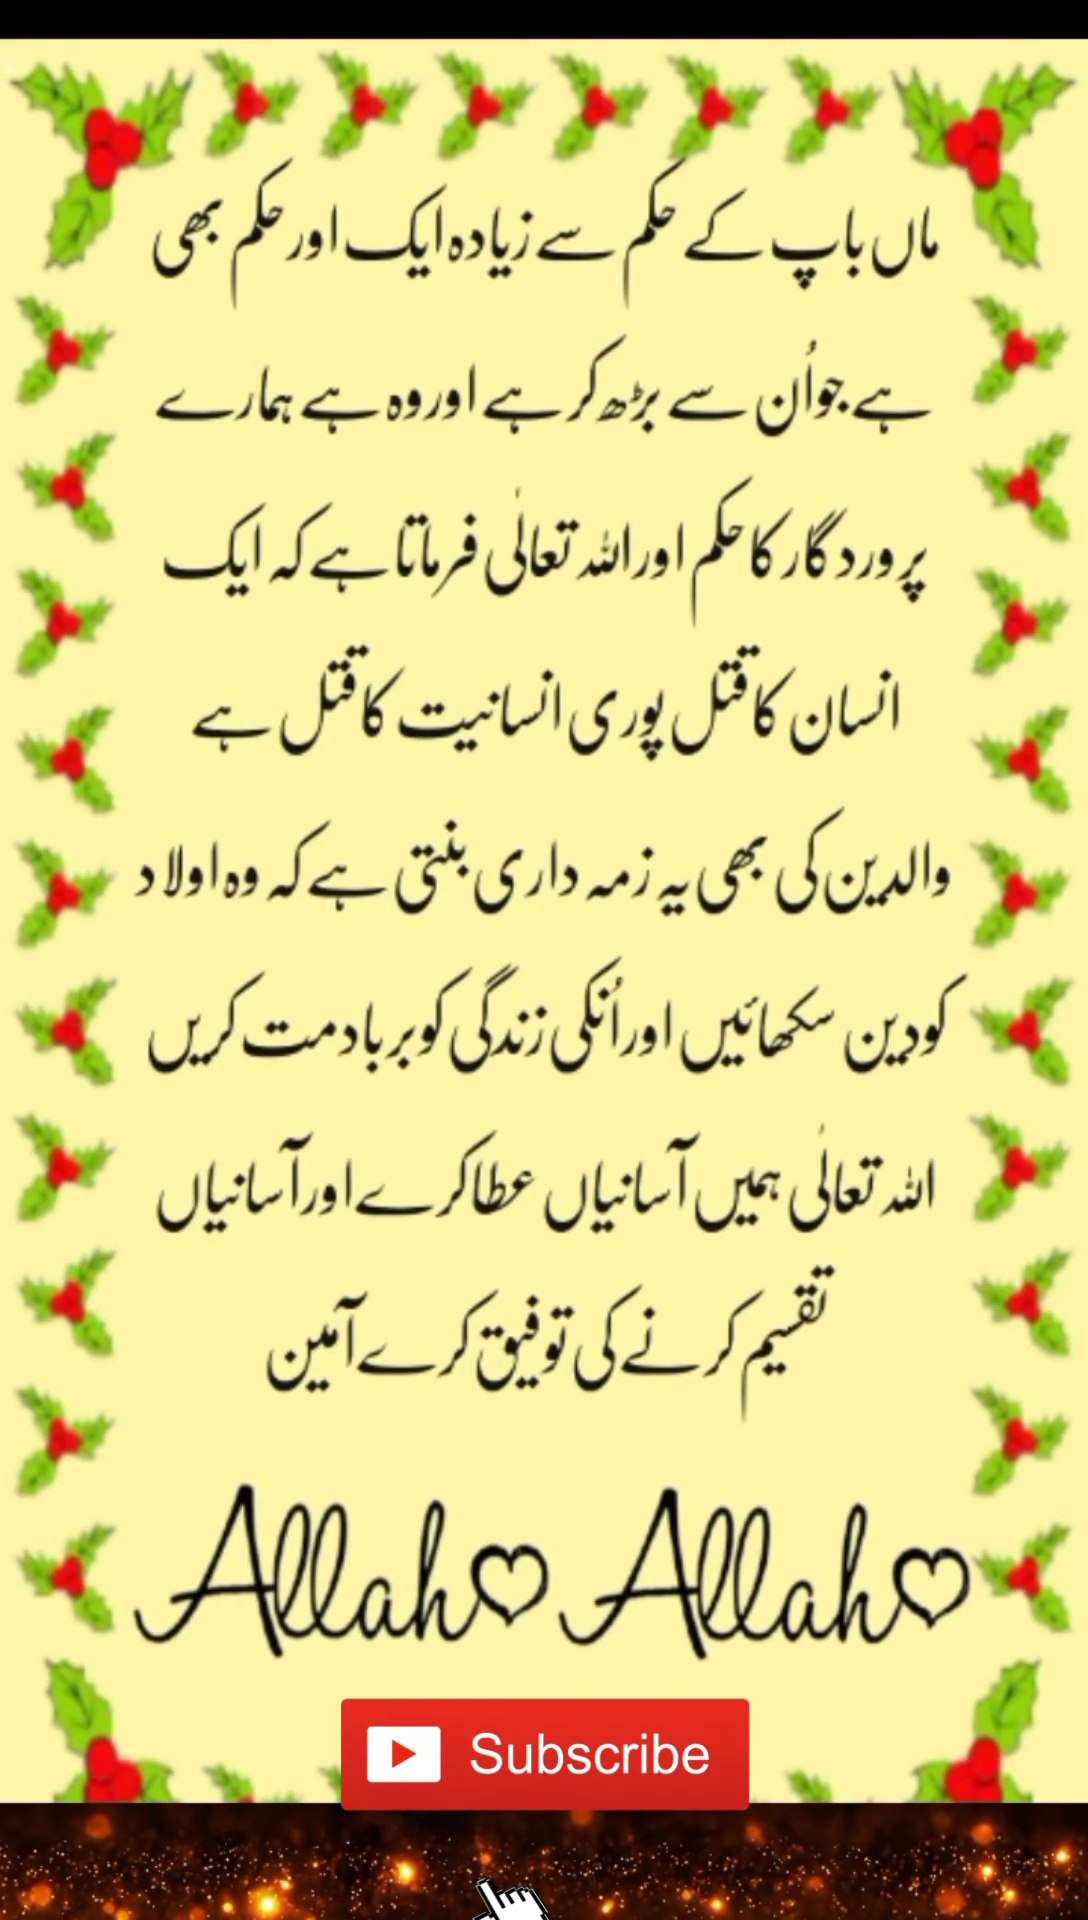 ماں باپ کے حکم سے زیادہ ایک اور حکم بھی
ہے جو اُن سے بڑھ کر ہے اور وہ ہے ہمارے
پروردگار کا حکم اور اللہ تعالٰی فرماتا ہے کہ ایک
انسان کا قتل پوری انسانیت کا قتل ہے
والدین کی بھی یہ زمہ داری بنتی ہے کہ وہ اولاد
کو دین سکھائیں اور اُنکی زندگی کو برباد مت کریں
اللہ تعالٰی ہمیں آسانیاں عطا کرے اور آسانیاں
تقسیم کرنے کی توفیق کرے آمین
Allah♡ Allah♡
Subscribe